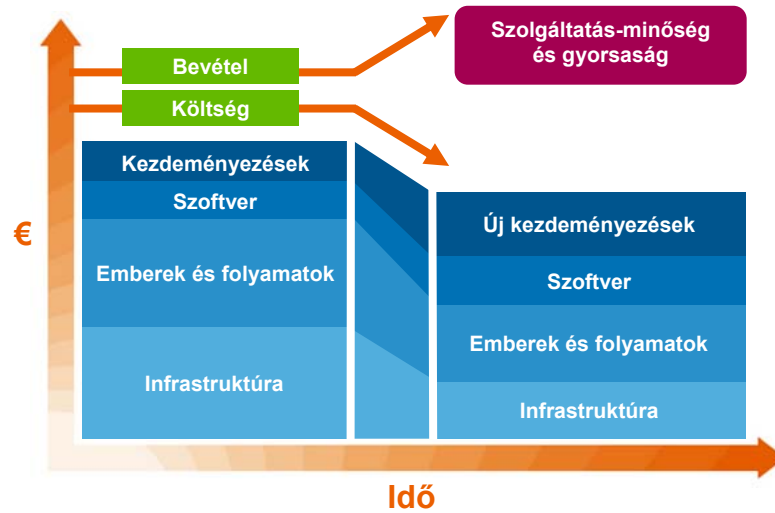 Szolgáltatás-minőség
és gyorsaság
Bevétel
Költség
€
Kezdeményezések
Szoftver
Emberek és folyamatok
Infrastruktúra
Új kezdeményezések
Szoftver
Emberek és folyamatok
Infrastruktúra
Idő